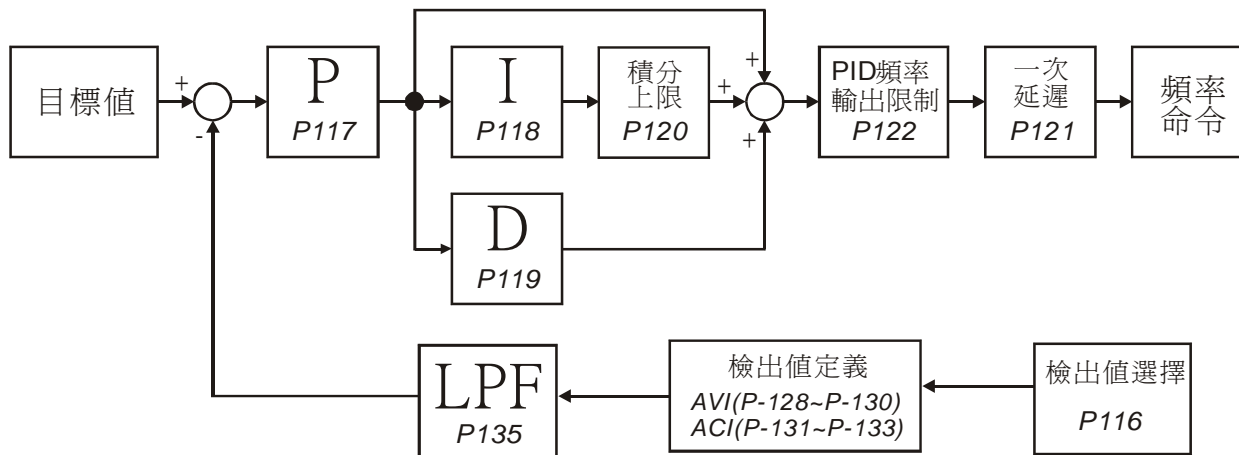 目標值
+
-
P
P117
I
P118
積分
上限
P120
D
P119
+
+
+
PID頻率
輸出限制
P122
一次
延遲
P121
頻率
命令
LPF
P135
檢出值定義
AVI(P-128~P-130)
ACI(P-131~P-133)
檢出值選擇
P116